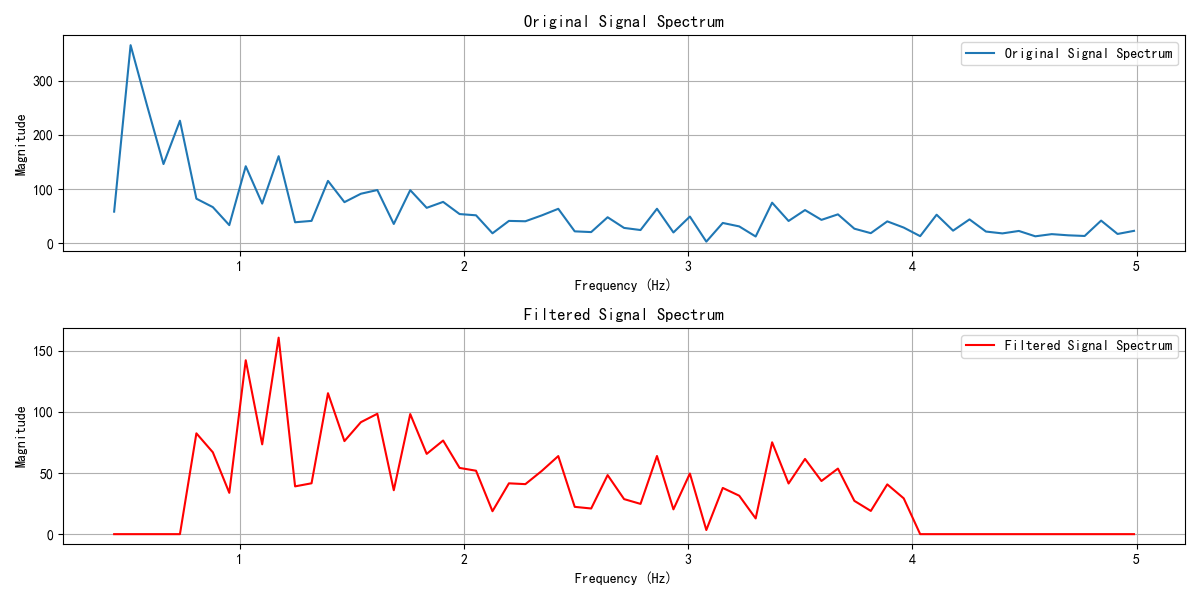 Original Signal Spectrum
Original Signal Spectrum
300
200
100
0
Magnitude
1 2 3 4 5
Frequency (Hz)
Filtered Signal Spectrum
Filtered Signal Spectrum
150
100
50
0
Magnitude
1 2 3 4 5
Frequency (Hz)